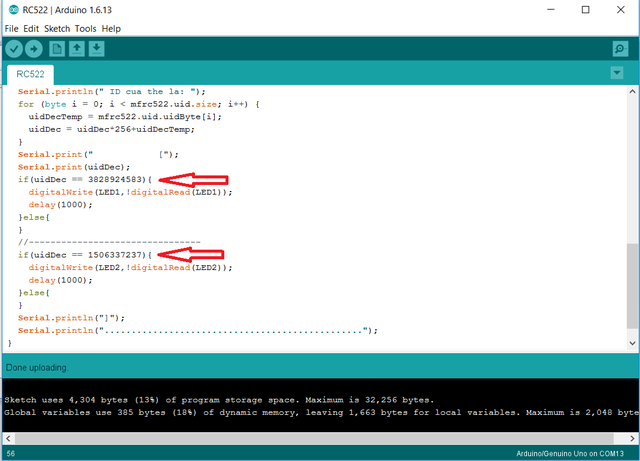 RC522 | Arduino 1.6.13
File Edit Sketch Tools Help
RC522
Serial.println(" ID cua the la: ");
for (byte i = 0; i < mfrc522.uid.size; i++) {
uidDecTemp = mfrc522.uid.uidByte[i];
uidDec = uidDec*256+uidDecTemp;
}
Serial.print("            [");
Serial.print(uidDec);
if(uidDec == 3828924583){
digitalWrite(LED1,!digitalRead(LED1));
delay(1000);
}else{
}
//--------------------------------
if(uidDec == 1506337237){
digitalWrite(LED2,!digitalRead(LED2));
delay(1000);
}else{
}
Serial.println("]");
Serial.println("................................................");
}
Done uploading.
Sketch uses 4,304 bytes (13%) of program storage space. Maximum is 32,256 bytes.
Global variables use 385 bytes (18%) of dynamic memory, leaving 1,663 bytes for local variables. Maximum is 2,048 byte
56 Arduino/Genuino Uno on COM13